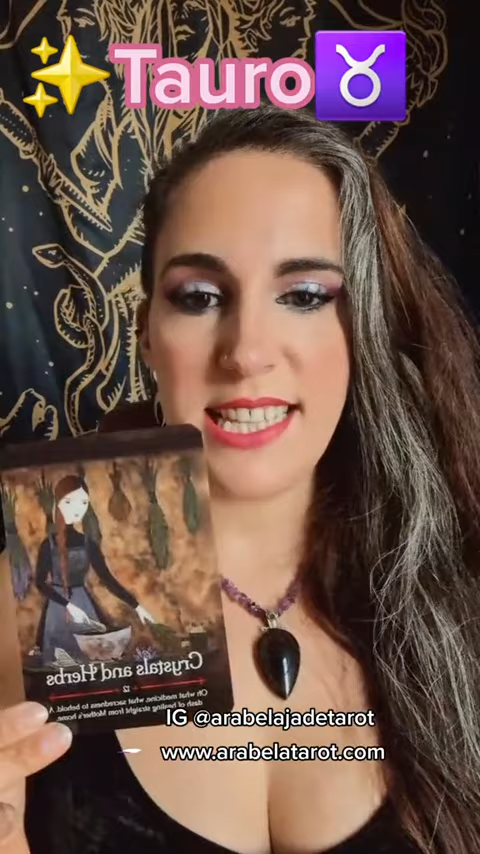 Tauro
Crystals and Herbs
12
Oh what medicine, what sacredness to behold. A
dash of healing straight from Mother's home.
IG @arabelajadetarot
www.arabelatarot.com